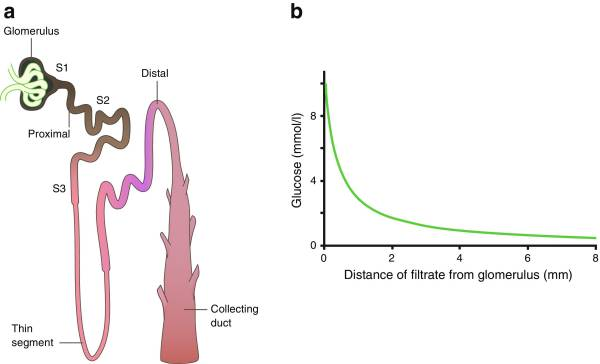 a
Glomerulus
S1
S2
Distal
Proximal
S3
Thin
segment
Collecting
duct
b
Glucose (mmol/l)
8
4
0
0
2
4
6
8
Distance of filtrate from glomerulus (mm)